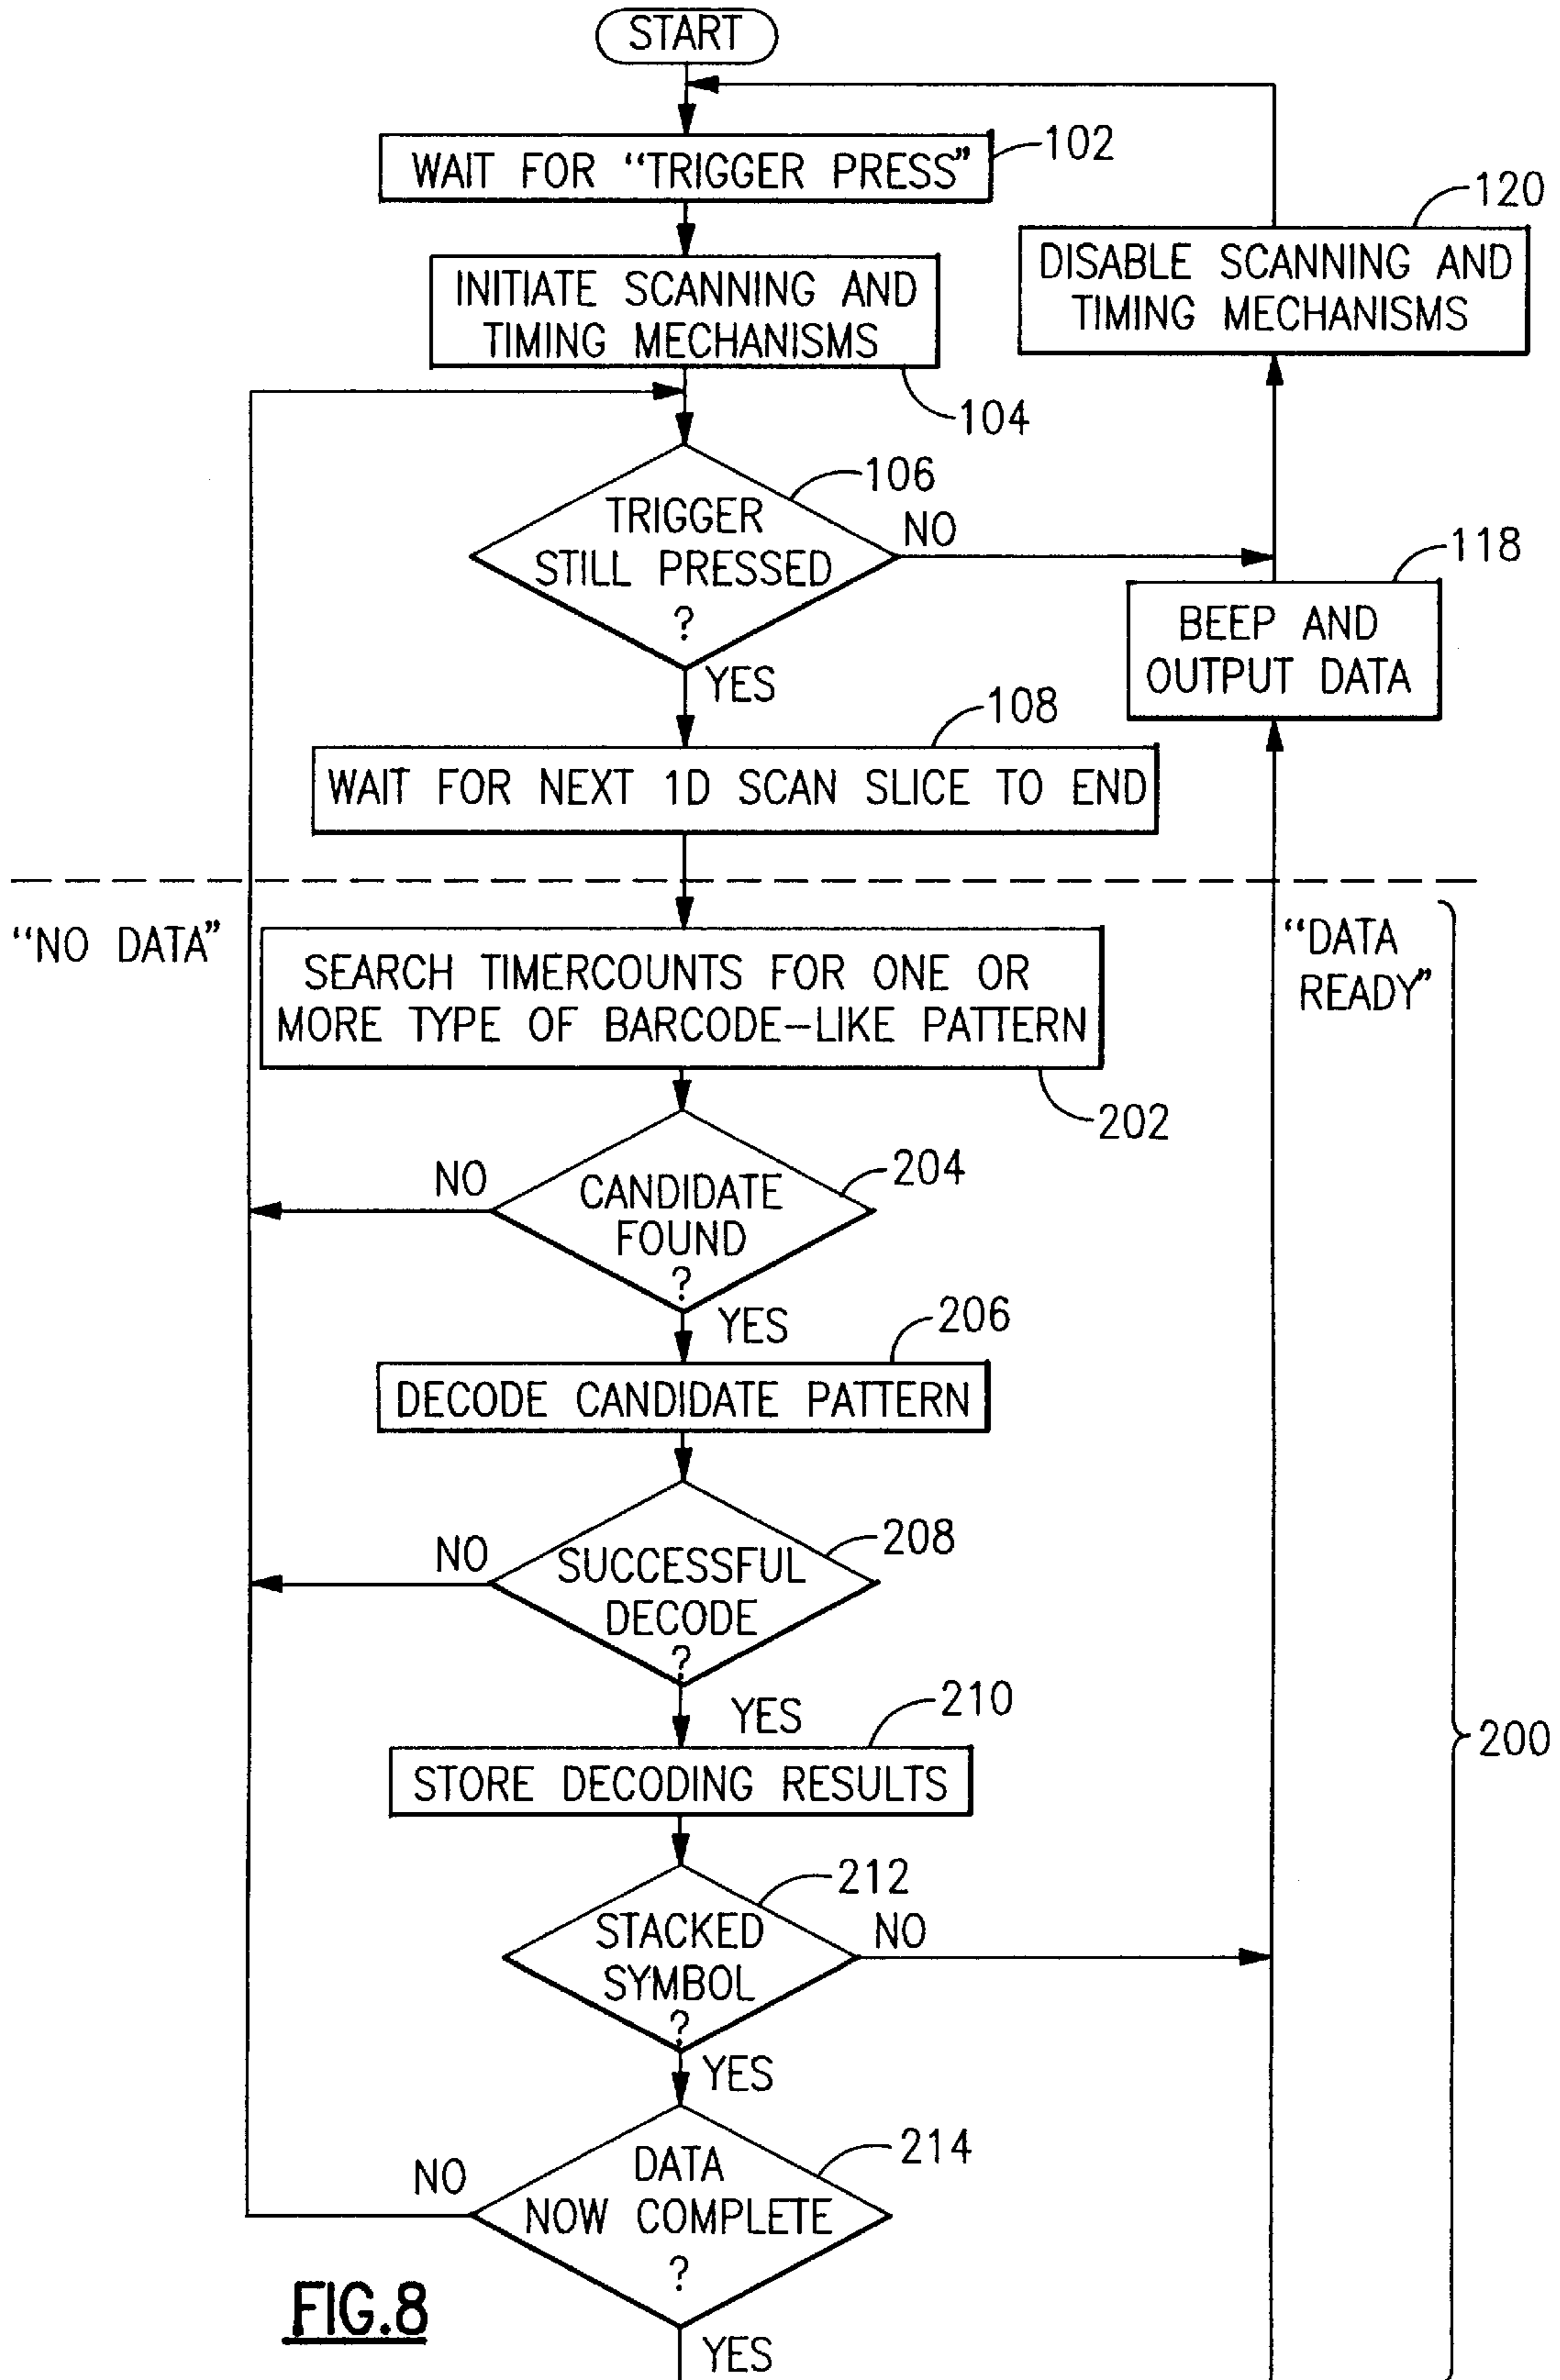 START
WAIT FOR “TRIGGER PRESS”
102
120
INITIATE SCANNING AND
TIMING MECHANISMS
104
DISABLE SCANNING AND
TIMING MECHANISMS
106
TRIGGER
STILL PRESSED
?
NO
YES
118
BEEP AND
OUTPUT DATA
108
WAIT FOR NEXT 1D SCAN SLICE TO END
“NO DATA”
“DATA
READY”
SEARCH TIMERCOUNTS FOR ONE OR
MORE TYPE OF BARCODE–LIKE PATTERN
202
204
NO
CANDIDATE
FOUND
?
YES
206
DECODE CANDIDATE PATTERN
208
NO
SUCCESSFUL
DECODE
?
YES
210
200
STORE DECODING RESULTS
212
STACKED
SYMBOL
?
NO
YES
214
NO
DATA
NOW COMPLETE
?
YES
FIG.8